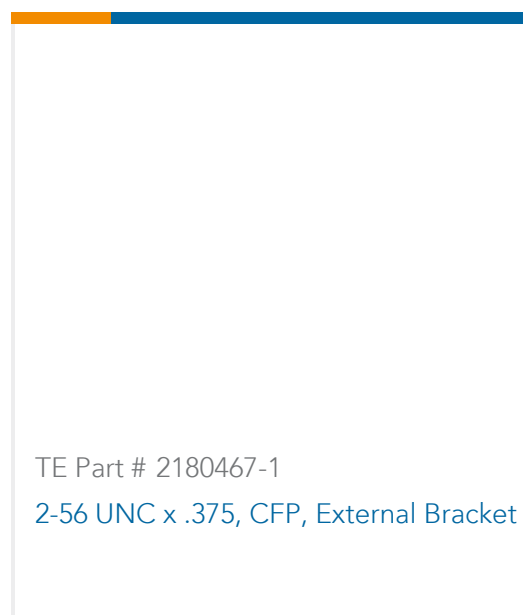 TE Part # 2180467-1
2-56 UNC x .375, CFP, External Bracket